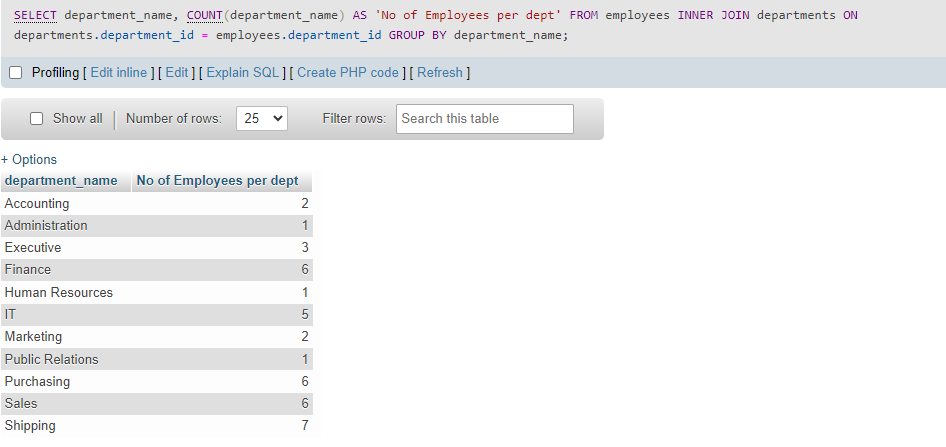 SELECT department_name, COUNT(department_name) AS 'No of Employees per dept' FROM employees INNER JOIN departments ON
departments.department_id = employees.department_id GROUP BY department_name;
Profiling [ Edit inline ] [ Edit ] [ Explain SQL ] [ Create PHP code ] [ Refresh ]
Show all | Number of rows: 25 Filter rows: Search this table
+ Options
department_name No of Employees per dept
Accounting 2
Administration 1
Executive 3
Finance 6
Human Resources 1
IT 5
Marketing 2
Public Relations 1
Purchasing 6
Sales 6
Shipping 7